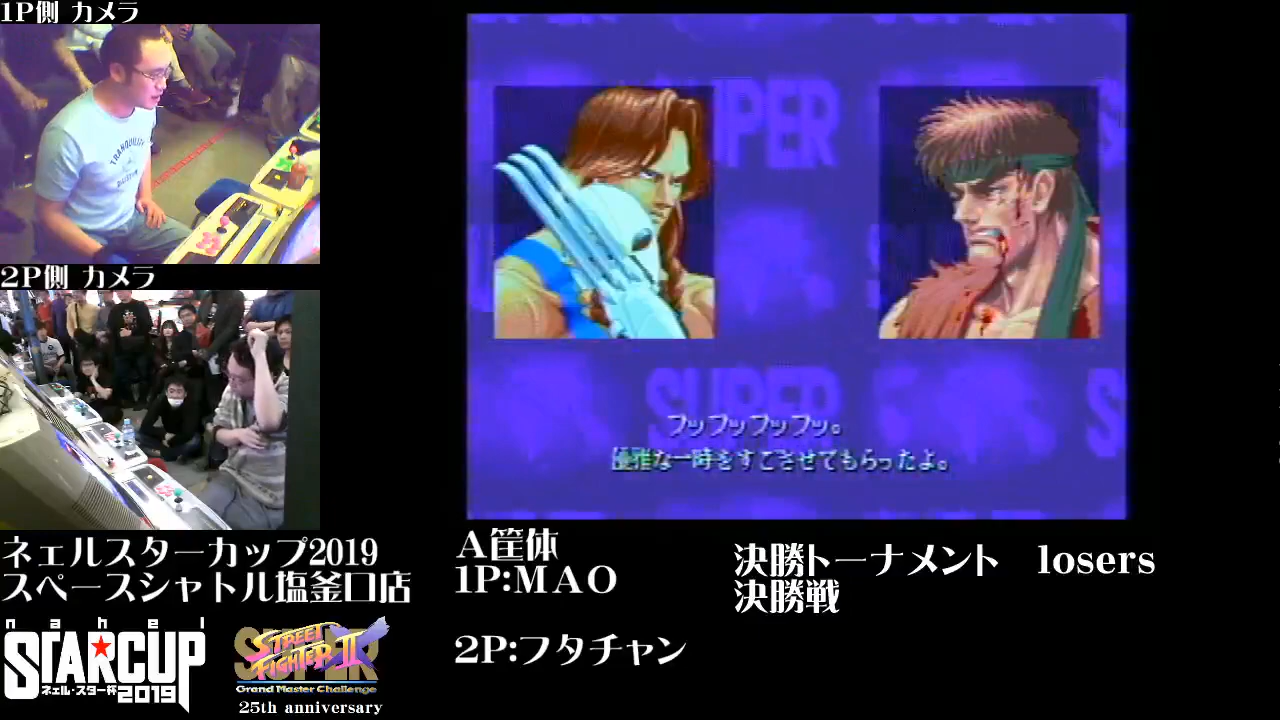 1P側 カメラ
TRANQUILITY
2P側 カメラ
SUPER
SUPER
フッフッフッフッ。
優雅な一時をすごさせてもらったよ。
ネェルスターカップ2019
スペースシャトル塩釜口店
nahel
STARCUP
ネェル・スター杯 2019
SUPER
STREET FIGHTER II X
Grand Master Challenge
25th anniversary
A筐体
1P:MAO
2P:フタチャン
決勝トーナメント losers
決勝戦